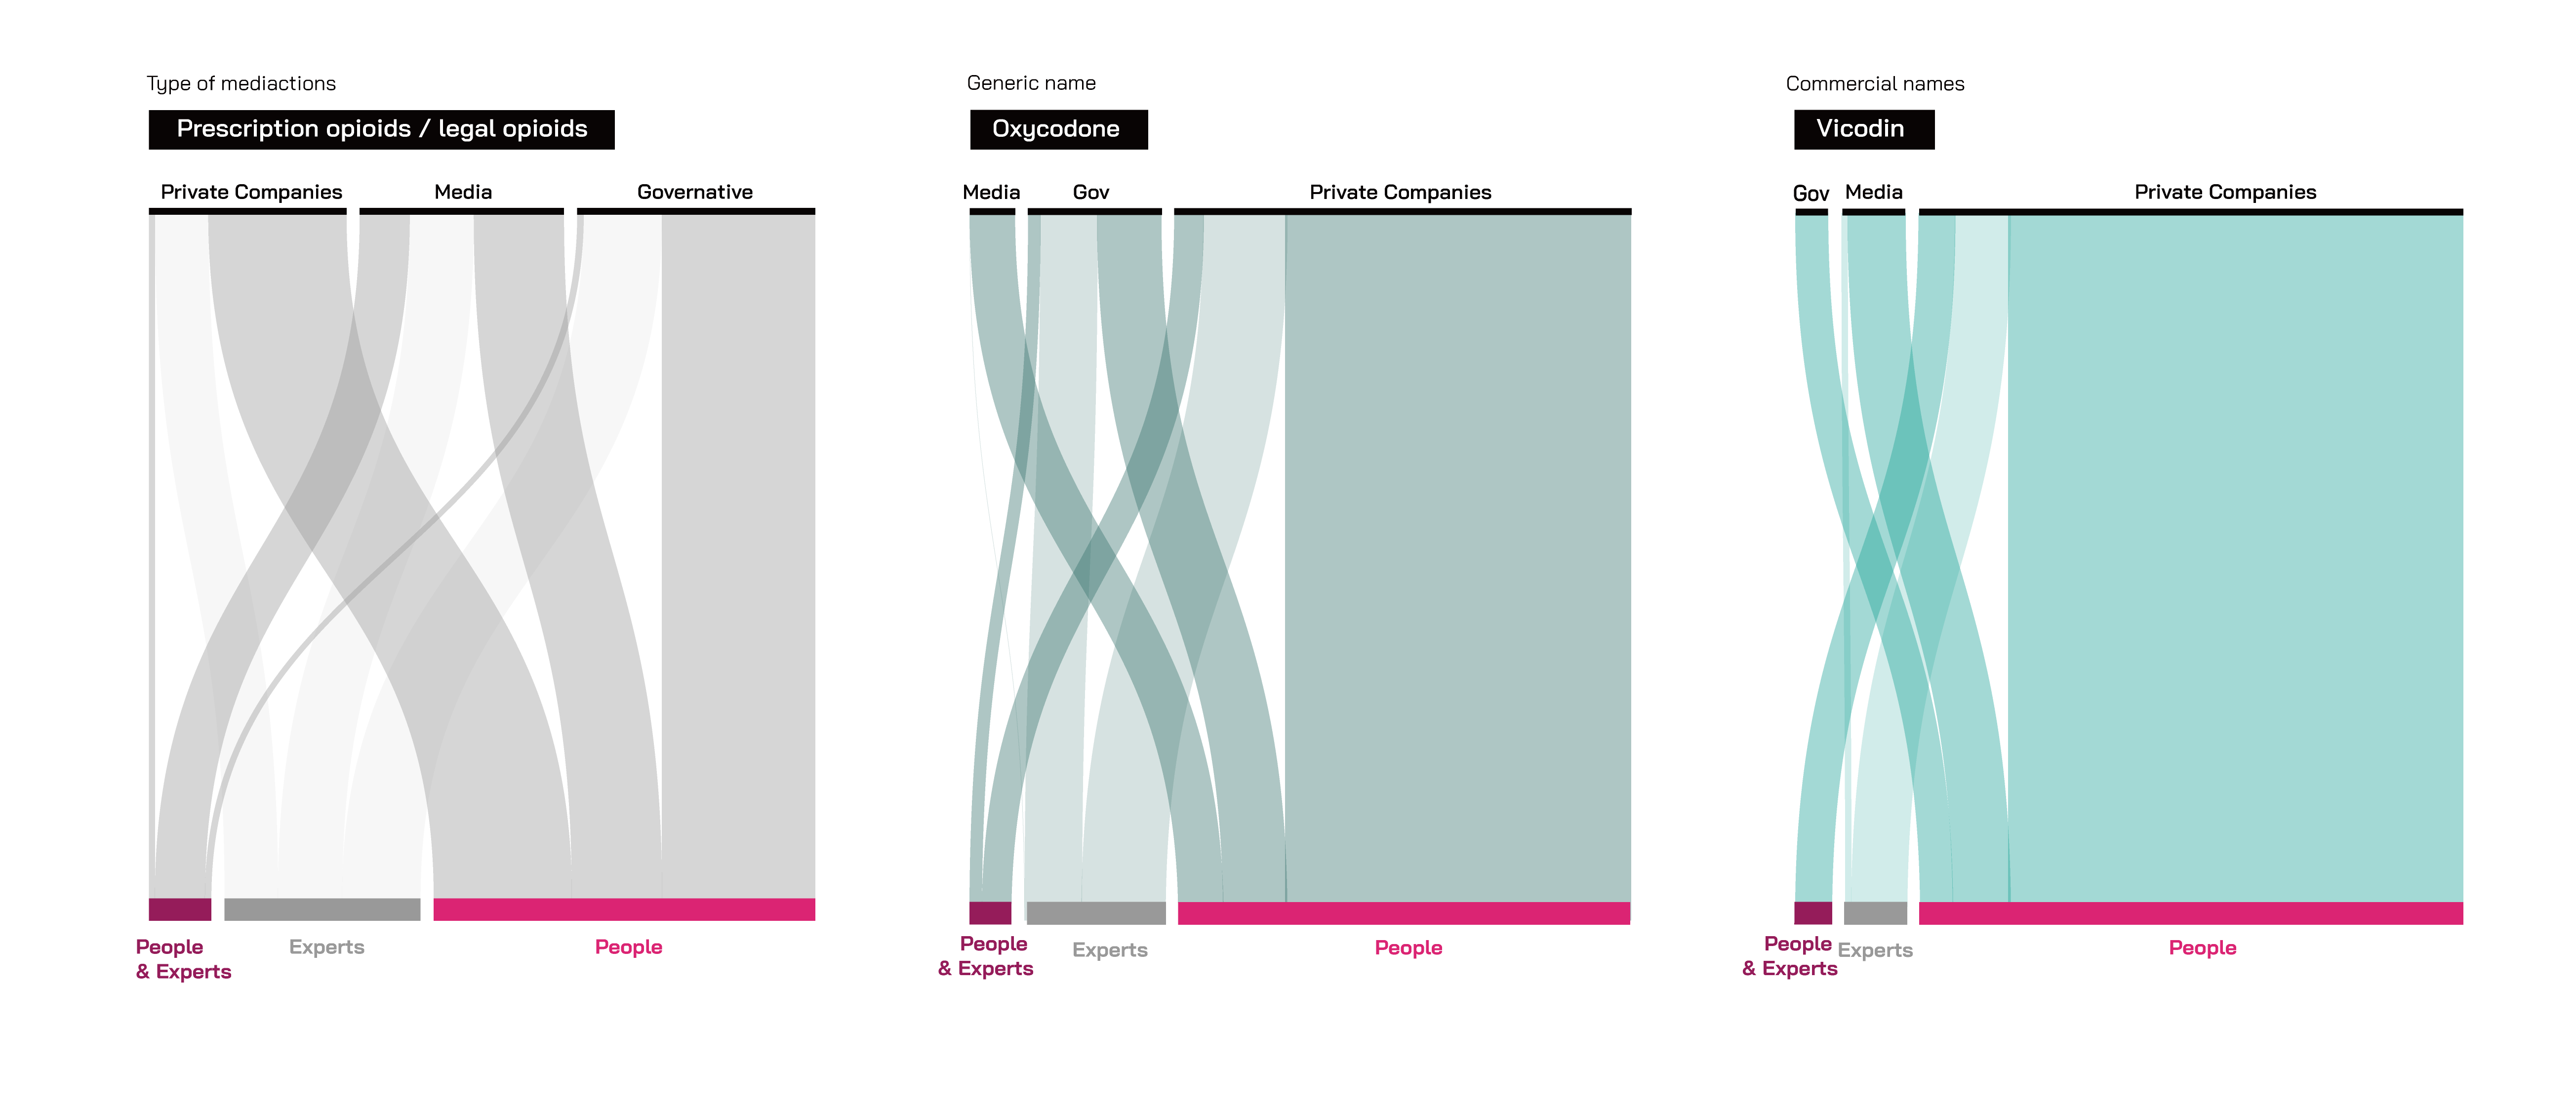 Type of mediactions
Prescription opioids / legal opioids
Private Companies
Media
Governative
People
& Experts
Experts
People
Generic name
Oxycodone
Media
Gov
Private Companies
People
& Experts
Experts
People
Commercial names
Vicodin
Gov
Media
Private Companies
People
& Experts
Experts
People